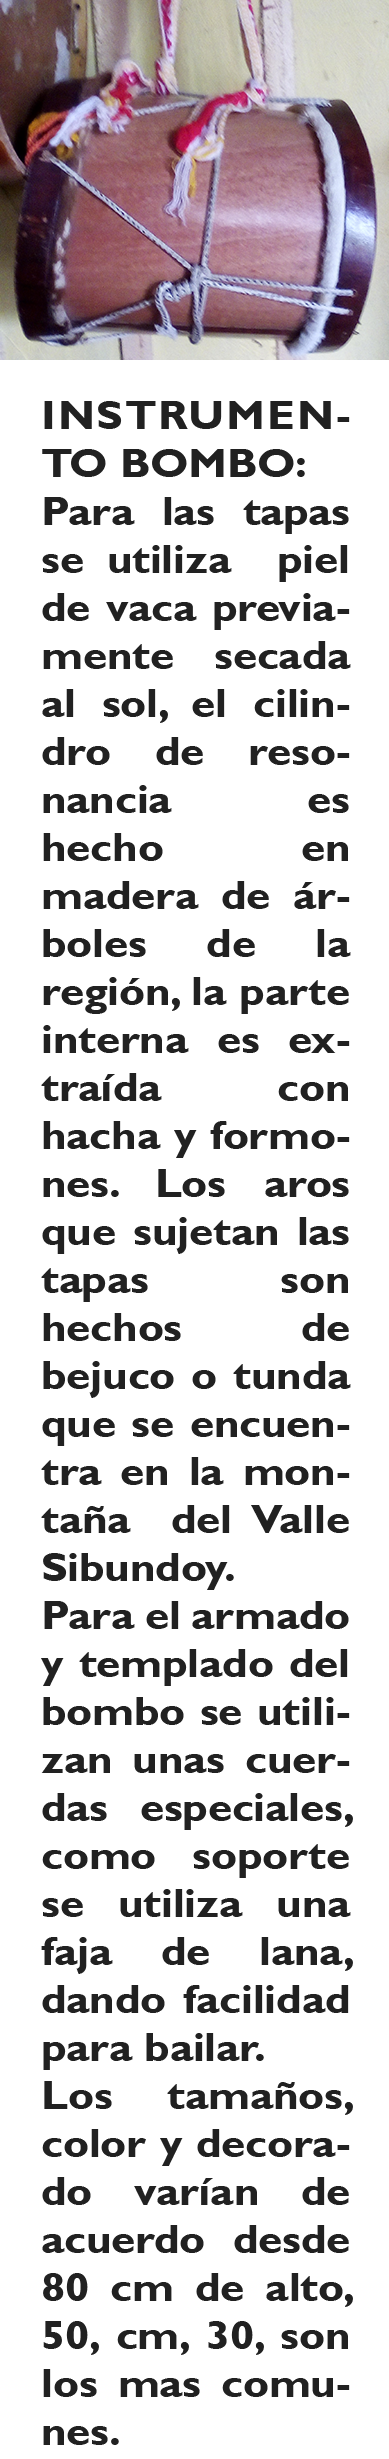 INSTRUMEN-
TO BOMBO:
Para las tapas
se utiliza piel
de vaca previa-
mente secada
al sol, el cilin-
dro de reso-
nancia es
hecho en
madera de ár-
boles de la
región, la parte
interna es ex-
traída con
hacha y formo-
nes. Los aros
que sujetan las
tapas son
hechos de
bejuco o tunda
que se encuen-
tra en la mon-
taña del Valle
Sibundoy.
Para el armado
y templado del
bombo se utili-
zan unas cuer-
das especiales,
como soporte
se utiliza una
faja de lana,
dando facilidad
para bailar.
Los tamaños,
color y decora-
do varían de
acuerdo desde
80 cm de alto,
50, cm, 30, son
los mas comu-
nes.